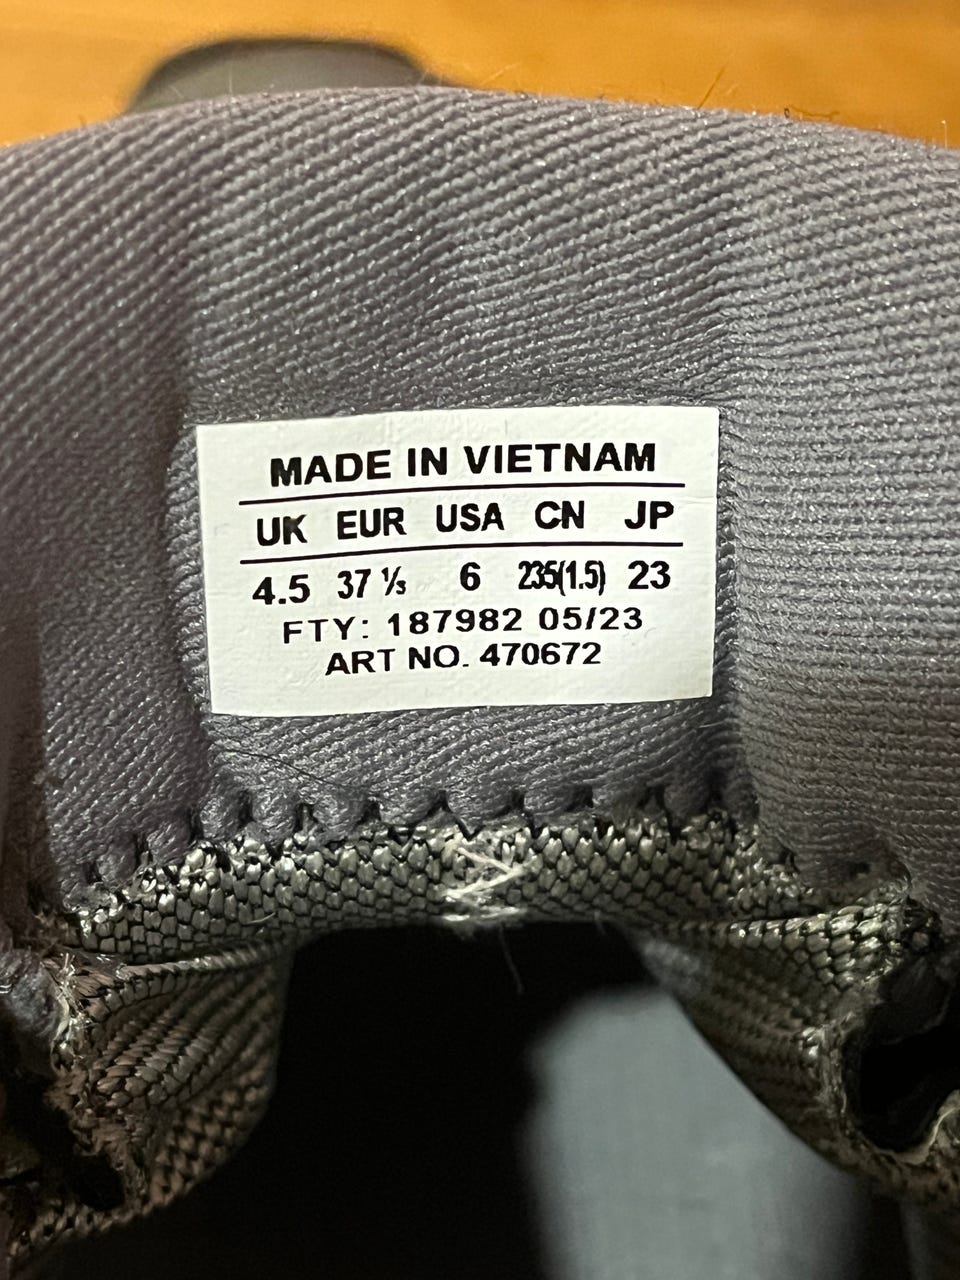 MADE IN VIETNAM
UK EUR USA CN JP
4.5 37 ⅓ 6 235(1.5) 23
FTY: 187982 05/23
ART NO. 470672